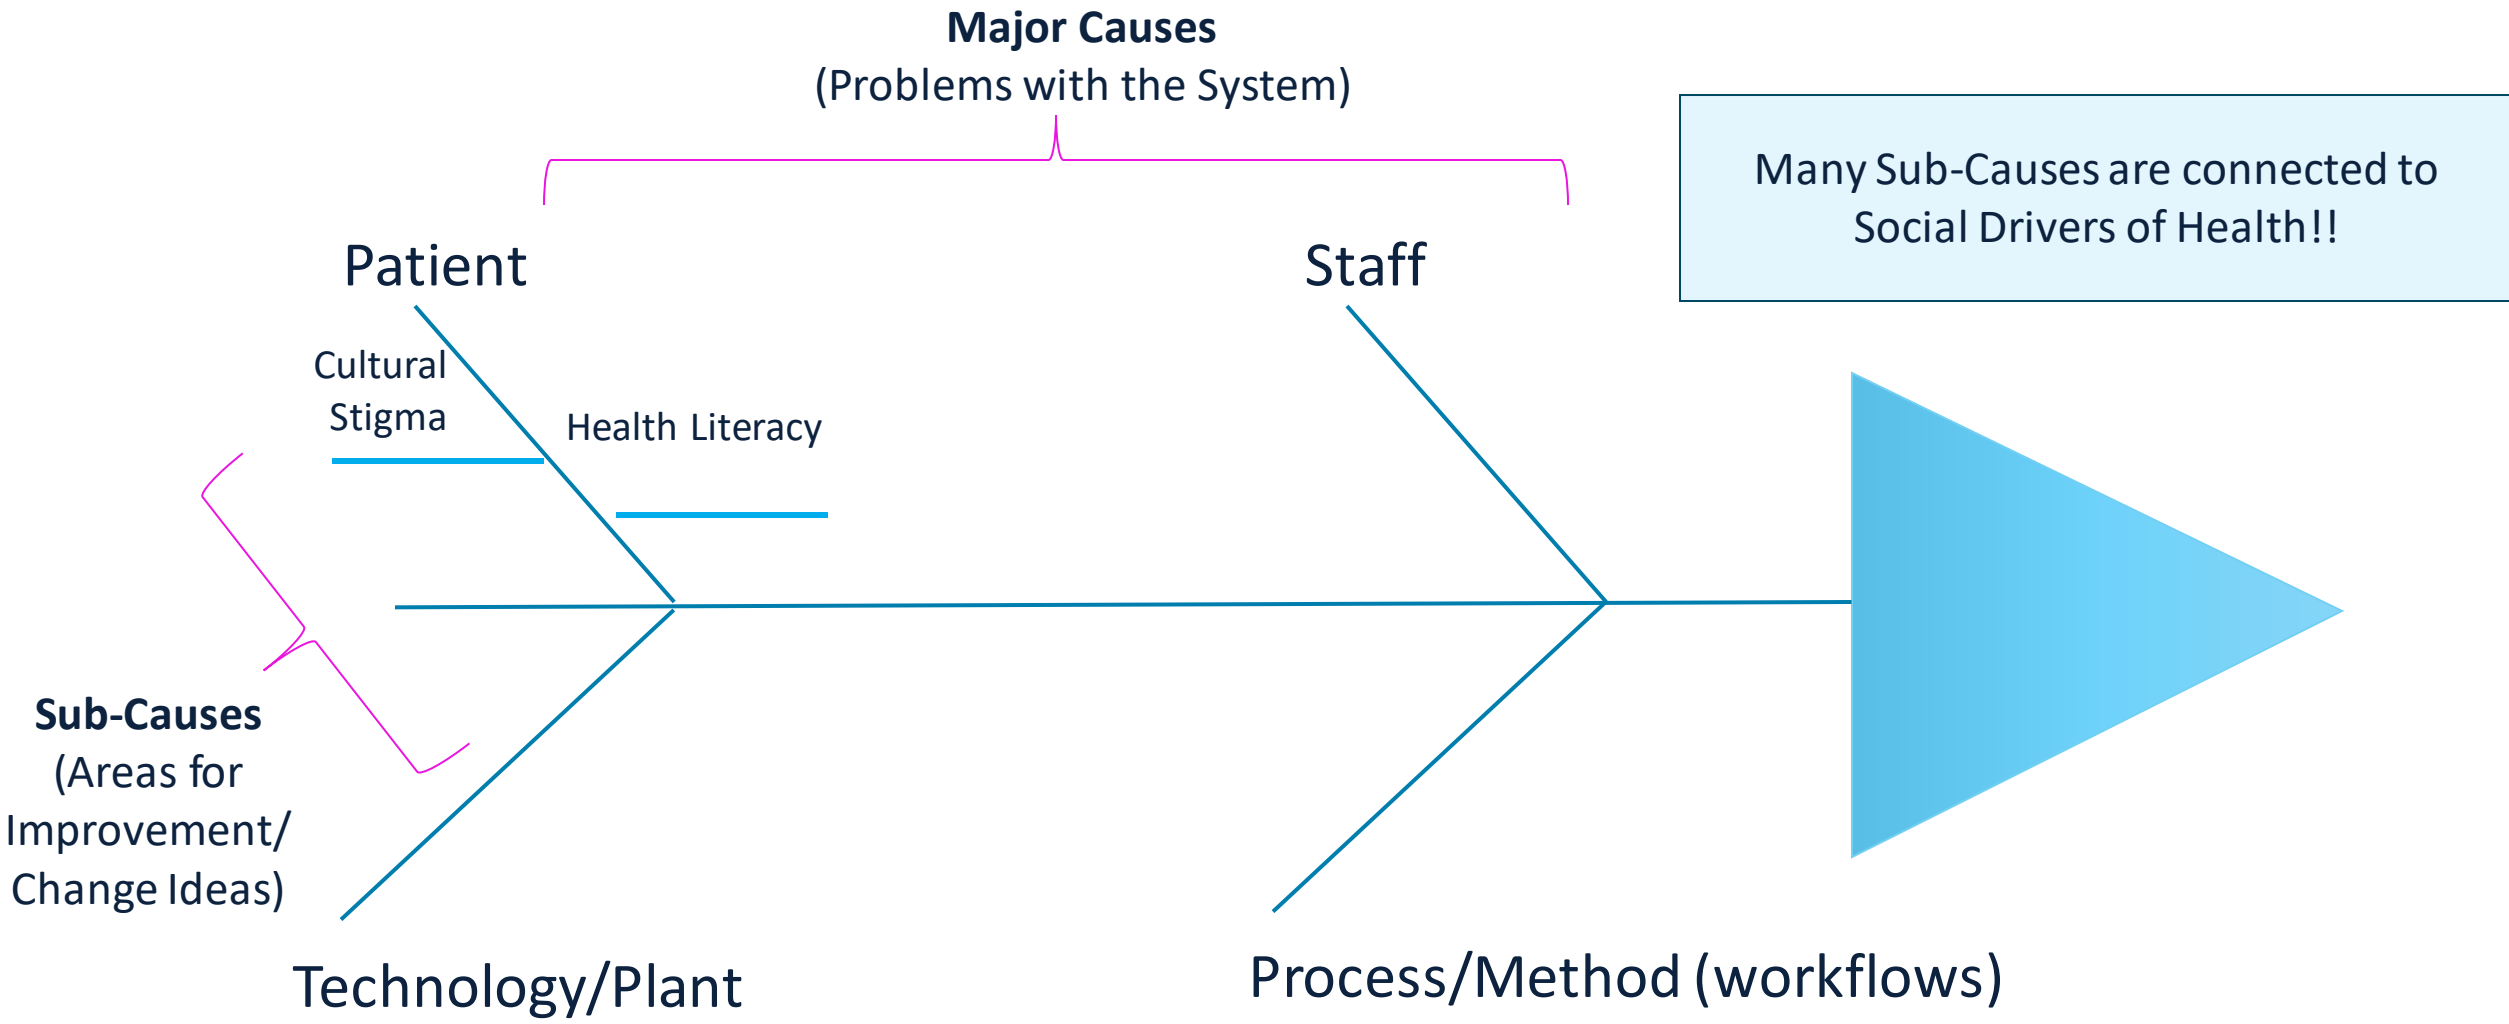 Major Causes
(Problems with the System)
Many Sub-Causes are connected to
Social Drivers of Health!!
Patient
Staff
Cultural
Stigma
Health Literacy
Sub-Causes
(Areas for
Improvement/
Change Ideas)
Technology/Plant
Process/Method (workflows)